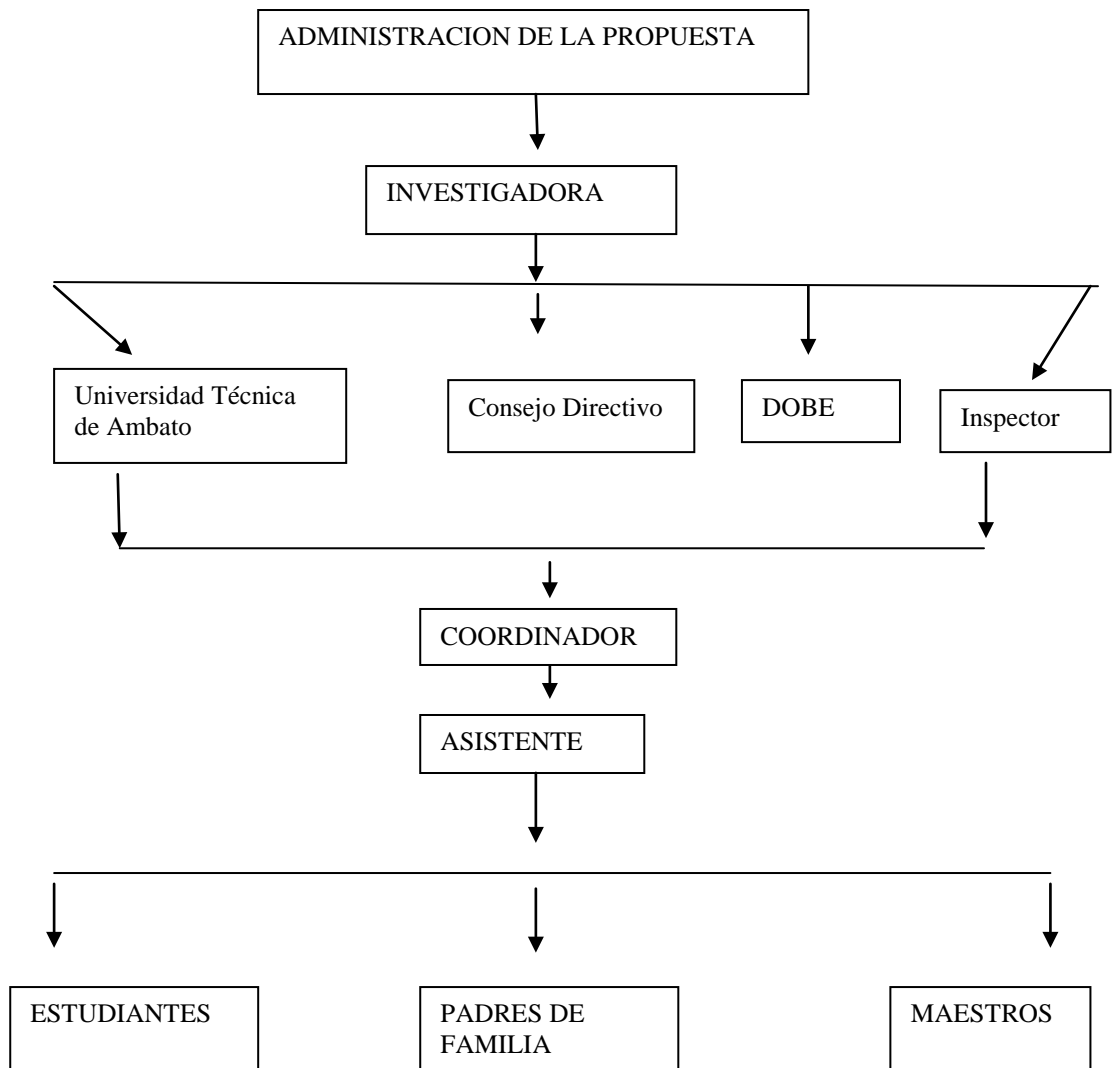 ADMINISTRACION DE LA PROPUESTA
INVESTIGADORA
Universidad Técnica
de Ambato
Consejo Directivo
DOBE
Inspector
COORDINADOR
ASISTENTE
ESTUDIANTES
PADRES DE
FAMILIA
MAESTROS